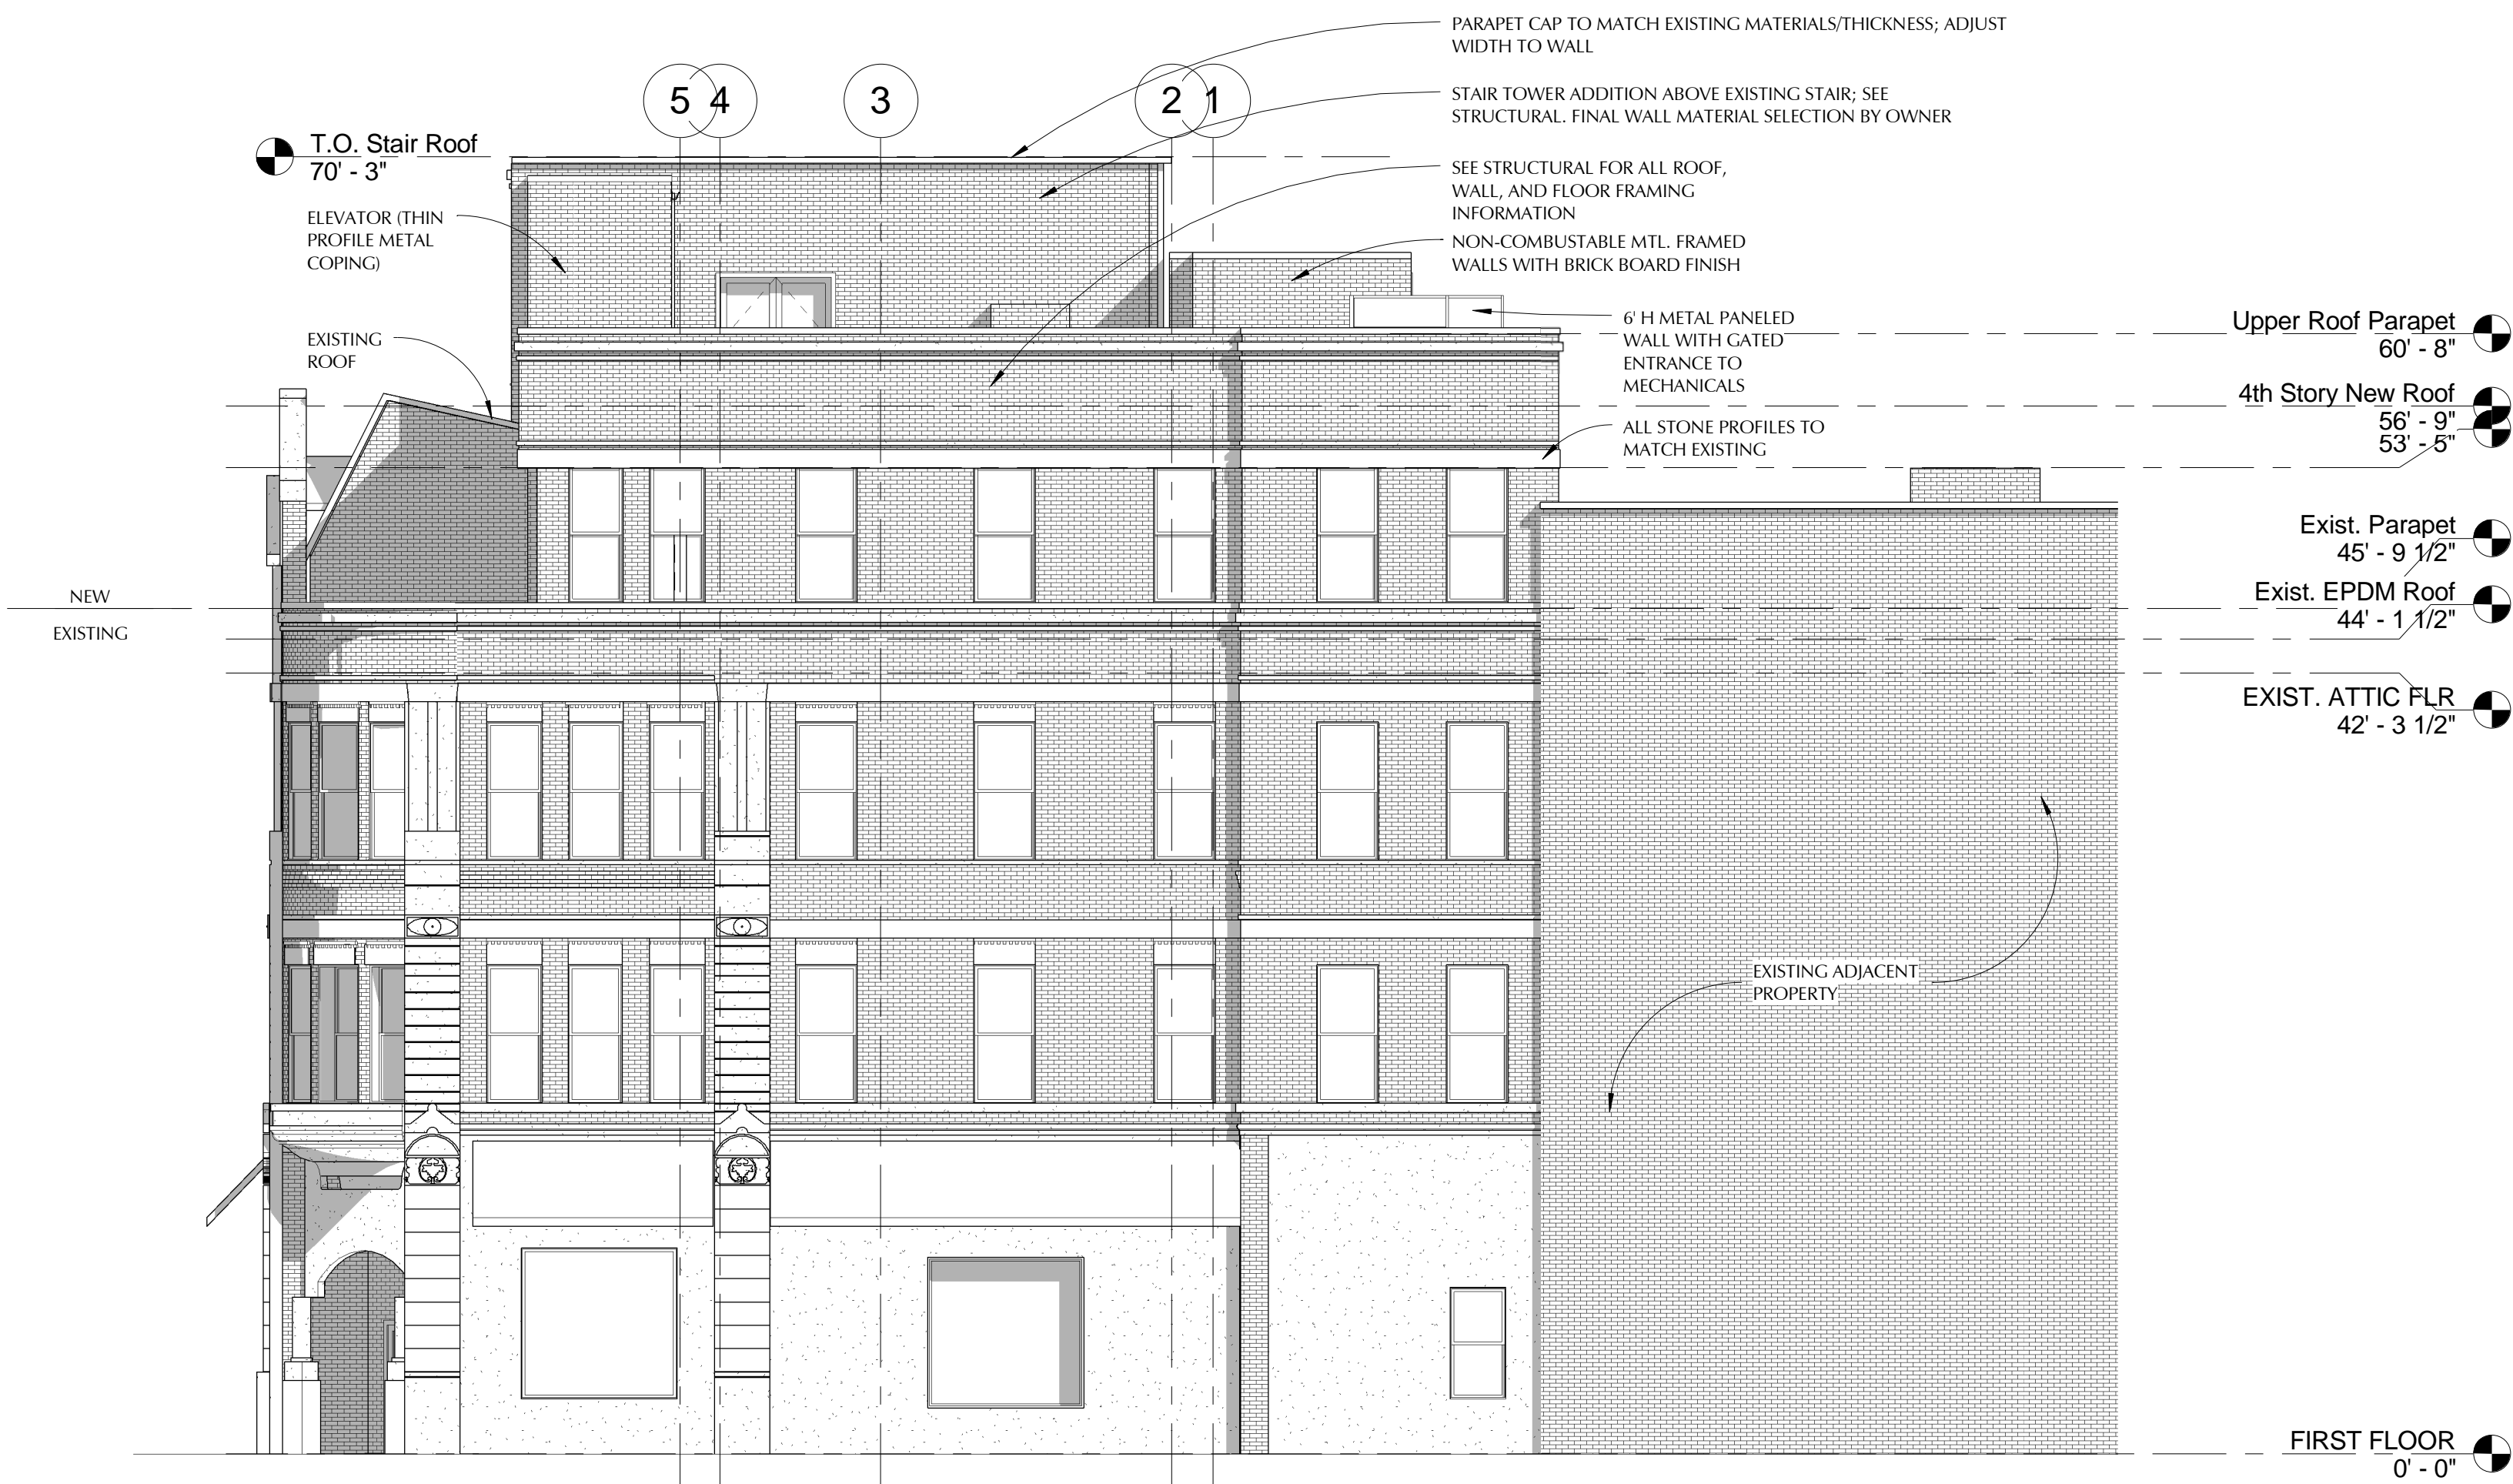 PARAPET CAP TO MATCH EXISTING MATERIALS/THICKNESS; ADJUST
WIDTH TO WALL
5
4
3
2
1
STAIR TOWER ADDITION ABOVE EXISTING STAIR; SEE
STRUCTURAL. FINAL WALL MATERIAL SELECTION BY OWNER
T.O. Stair Roof
70' - 3"
SEE STRUCTURAL FOR ALL ROOF,
WALL, AND FLOOR FRAMING
INFORMATION
ELEVATOR (THIN
PROFILE METAL
COPING)
NON-COMBUSTABLE MTL. FRAMED
WALLS WITH BRICK BOARD FINISH
6' H METAL PANELED
WALL WITH GATED
ENTRANCE TO
MECHANICALS
Upper Roof Parapet
60' - 8"
EXISTING
ROOF
4th Story New Roof
56' - 9"
53' - 5"
ALL STONE PROFILES TO
MATCH EXISTING
Exist. Parapet
45' - 9 1/2"
Exist. EPDM Roof
44' - 1 1/2"
NEW
EXISTING
EXIST. ATTIC FLR
42' - 3 1/2"
EXISTING ADJACENT
PROPERTY
FIRST FLOOR
0' - 0"